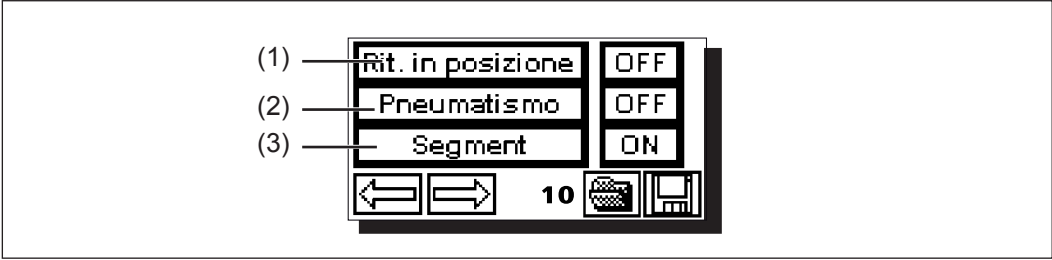 (1) Rit. in posizione OFF
(2) Pneumatismo OFF
(3) Segment ON
10